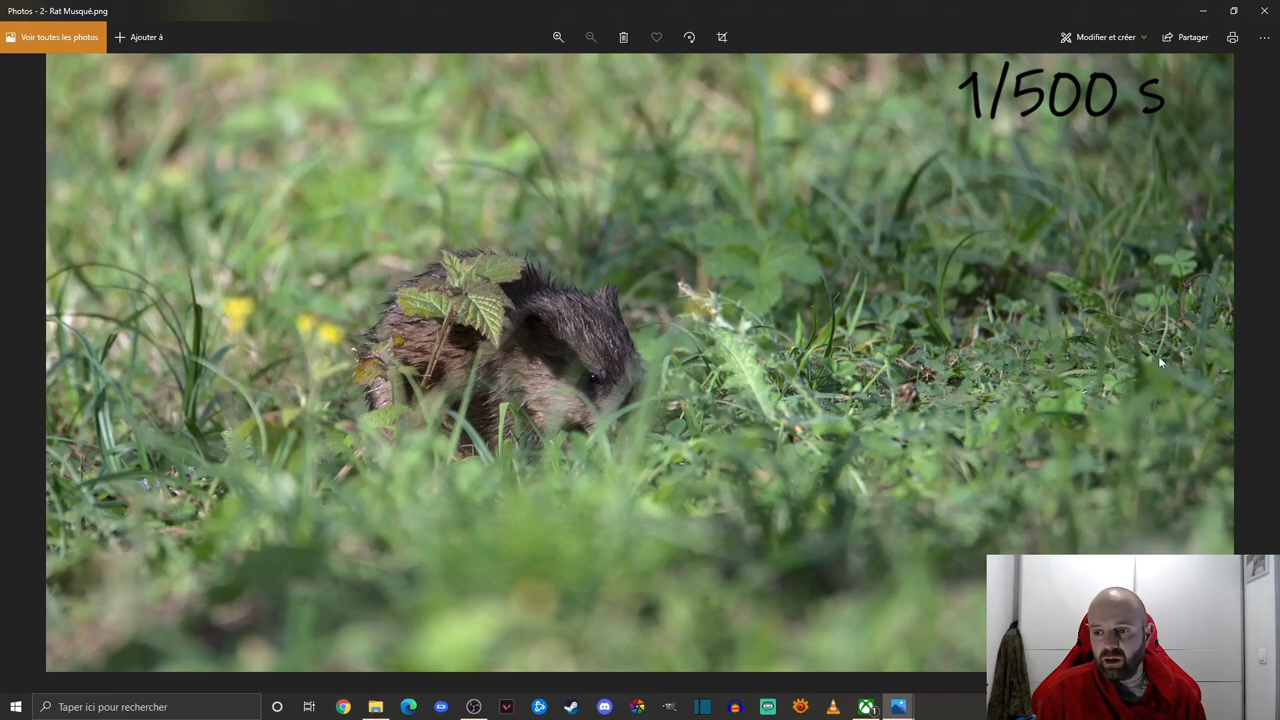 Photos - 2- Rat Musqué.png
Voir toutes les photos
Ajouter à
Modifier et créer
Partager
1/500 s
Taper ici pour rechercher
1